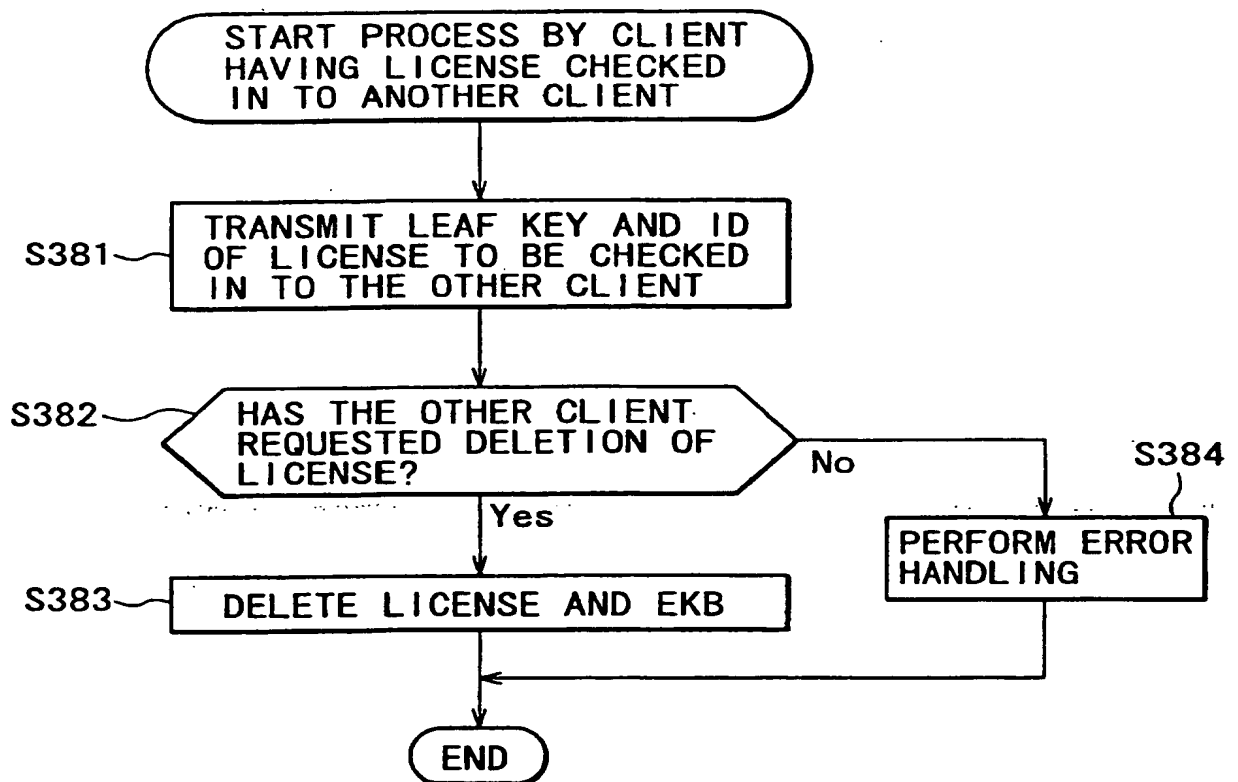 START PROCESS BY CLIENT
HAVING LICENSE CHECKED
IN TO ANOTHER CLIENT
S381
TRANSMIT LEAF KEY AND ID
OF LICENSE TO BE CHECKED
IN TO THE OTHER CLIENT
S382
HAS THE OTHER CLIENT
REQUESTED DELETION OF
LICENSE?
No
S384
Yes
PERFORM ERROR
HANDLING
S383
DELETE LICENSE AND EKB
END